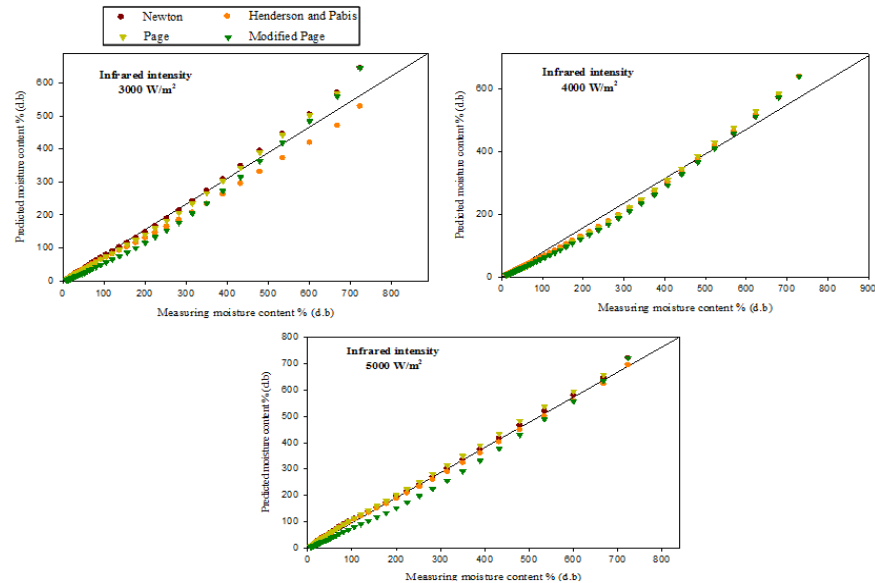 Newton
Henderson and Pabis
Page
Modified Page
Infrared intensity
3000 W/m²
Predicted moisture content % (d.b)
600
500
400
300
200
100
0
0 100 200 300 400 500 600 700 800
Measuring moisture content % (d.b)
Infrared intensity
4000 W/m²
Predicted moisture content % (d.b)
600
400
200
0
0 100 200 300 400 500 600 700 800 900
Measuring moisture content % (d.b)
Infrared intensity
5000 W/m²
Predicted moisture content % (d.b)
800
700
600
500
400
300
200
100
0
0 100 200 300 400 500 600 700 800
Measuring moisture content % (d.b)